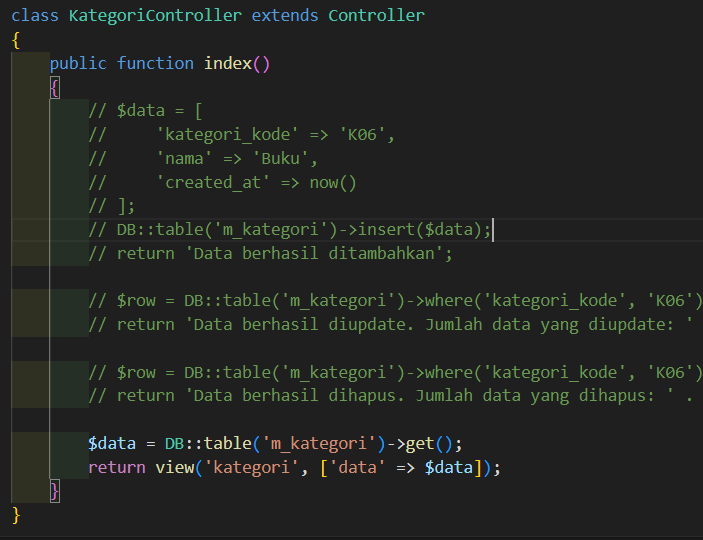 class KategoriController extends Controller
{
    public function index()
    {
        // $data = [
        //     'kategori_kode' => 'K06',
        //     'nama' => 'Buku',
        //     'created_at' => now()
        // ];
        // DB::table('m_kategori')->insert($data);
        // return 'Data berhasil ditambahkan';
        // $row = DB::table('m_kategori')->where('kategori_kode', 'K06')
        // return 'Data berhasil diupdate. Jumlah data yang diupdate: '
        // $row = DB::table('m_kategori')->where('kategori_kode', 'K06')
        // return 'Data berhasil dihapus. Jumlah data yang dihapus: ' .
        $data = DB::table('m_kategori')->get();
        return view('kategori', ['data' => $data]);
    }
}